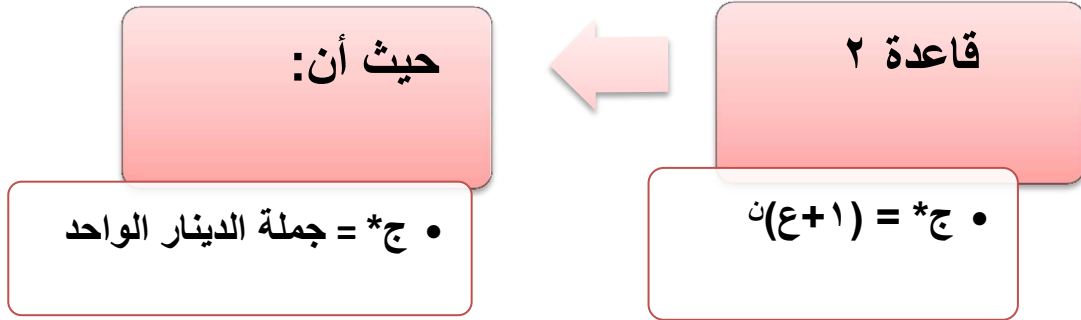 قاعدة ٢
• ج* = (١+ع)ن
حيث أن:
• ج* = جملة الدينار الواحد